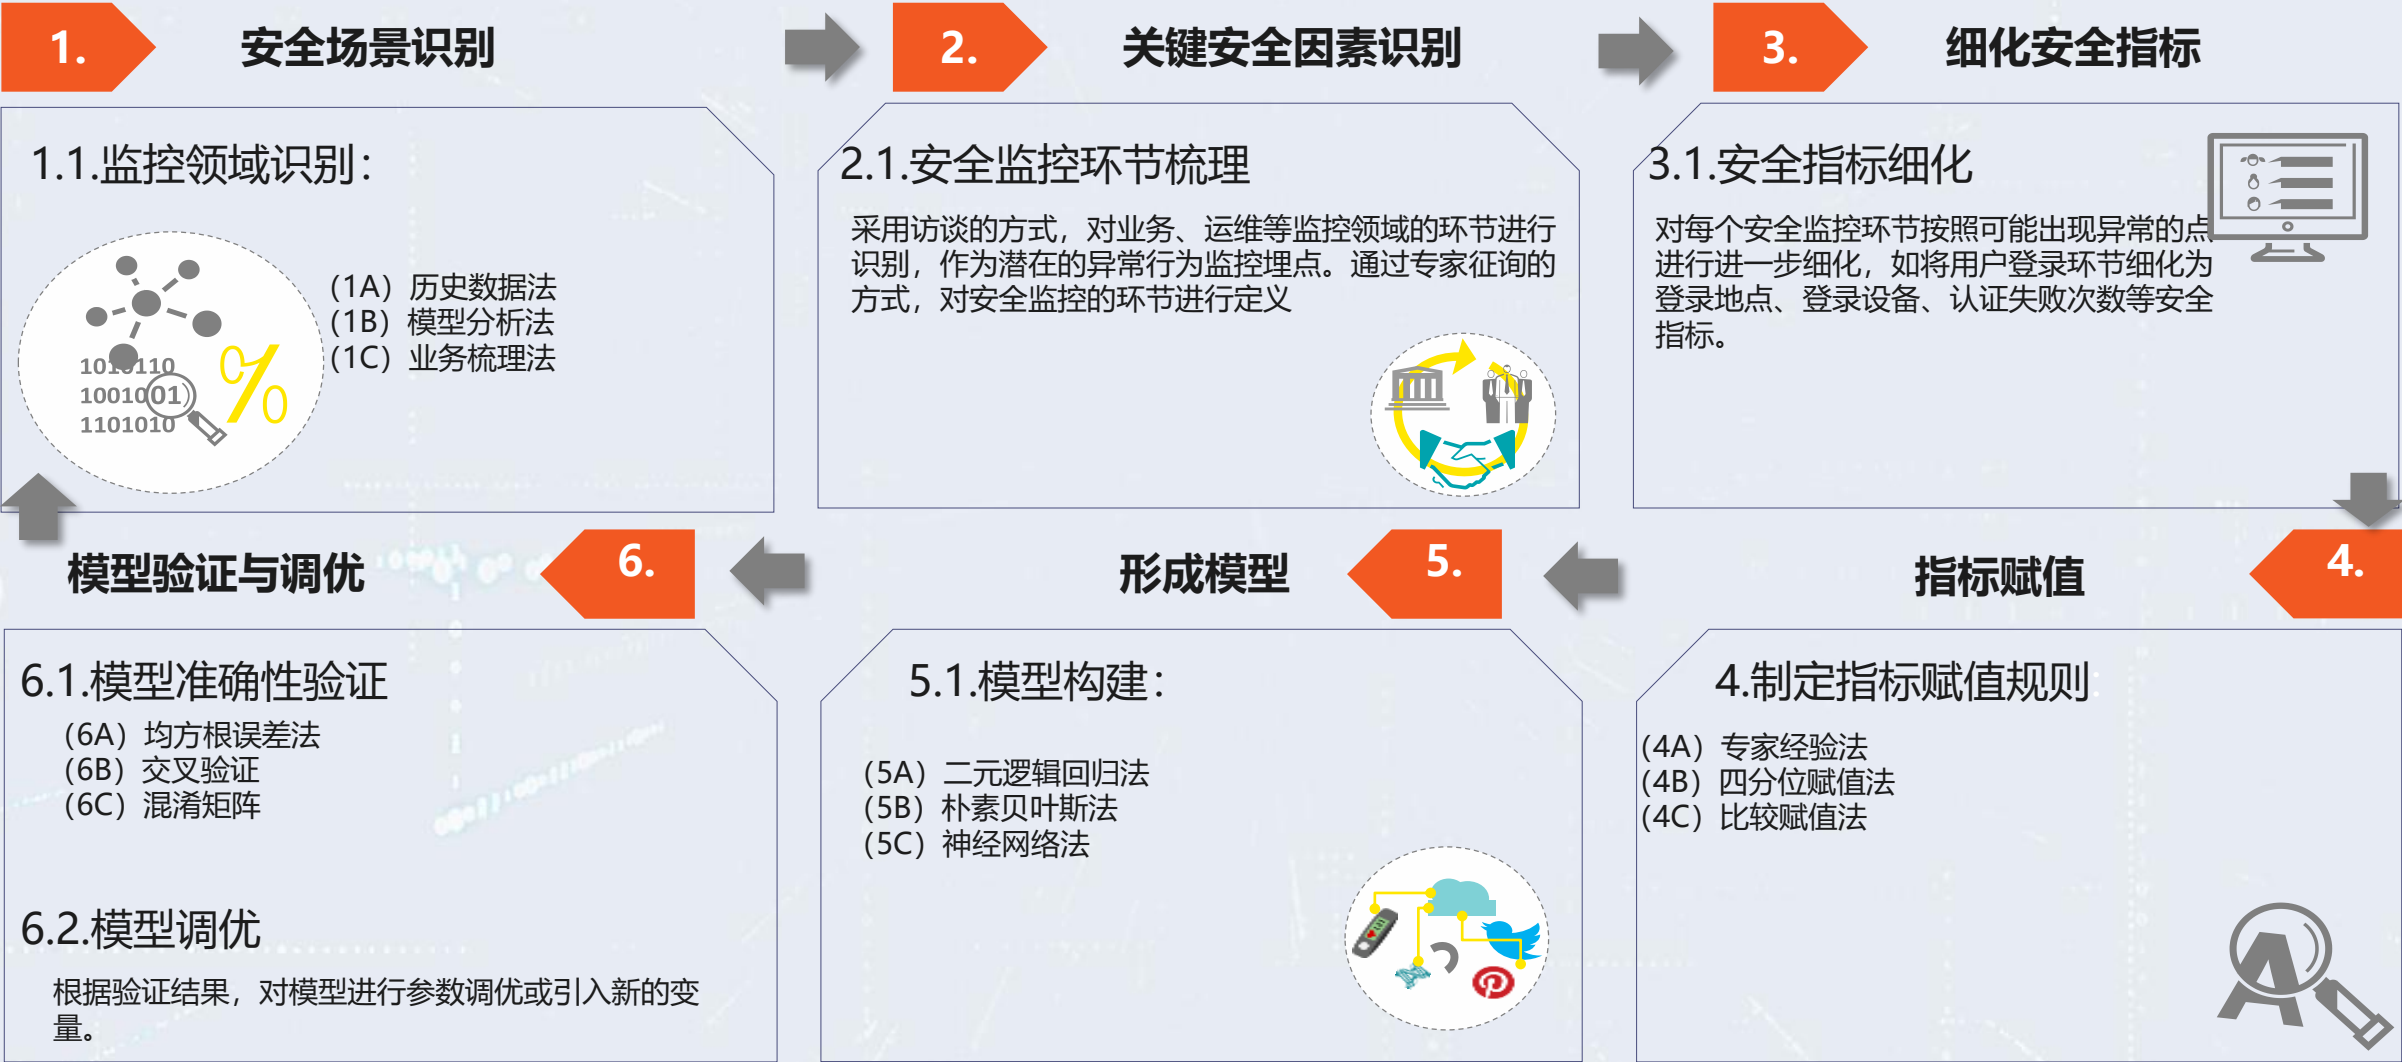 1.
安全场景识别
1.1.监控领域识别：
（1A）历史数据法
（1B）模型分析法
（1C）业务梳理法
1010110
1001001
1101010
%
2.
关键安全因素识别
2.1.安全监控环节梳理
采用访谈的方式，对业务、运维等监控领域的环节进行
识别，作为潜在的异常行为监控埋点。通过专家征询的
方式，对安全监控的环节进行定义
3.
细化安全指标
3.1.安全指标细化
对每个安全监控环节按照可能出现异常的点
进行进一步细化，如将用户登录环节细化为
登录地点、登录设备、认证失败次数等安全
指标。
4.
指标赋值
4.制定指标赋值规则
（4A）专家经验法
（4B）四分位赋值法
（4C）比较赋值法
A
5.
形成模型
5.1.模型构建：
（5A）二元逻辑回归法
（5B）朴素贝叶斯法
（5C）神经网络法
6.
模型验证与调优
6.1.模型准确性验证
（6A）均方根误差法
（6B）交叉验证
（6C）混淆矩阵
6.2.模型调优
根据验证结果，对模型进行参数调优或引入新的变
量。